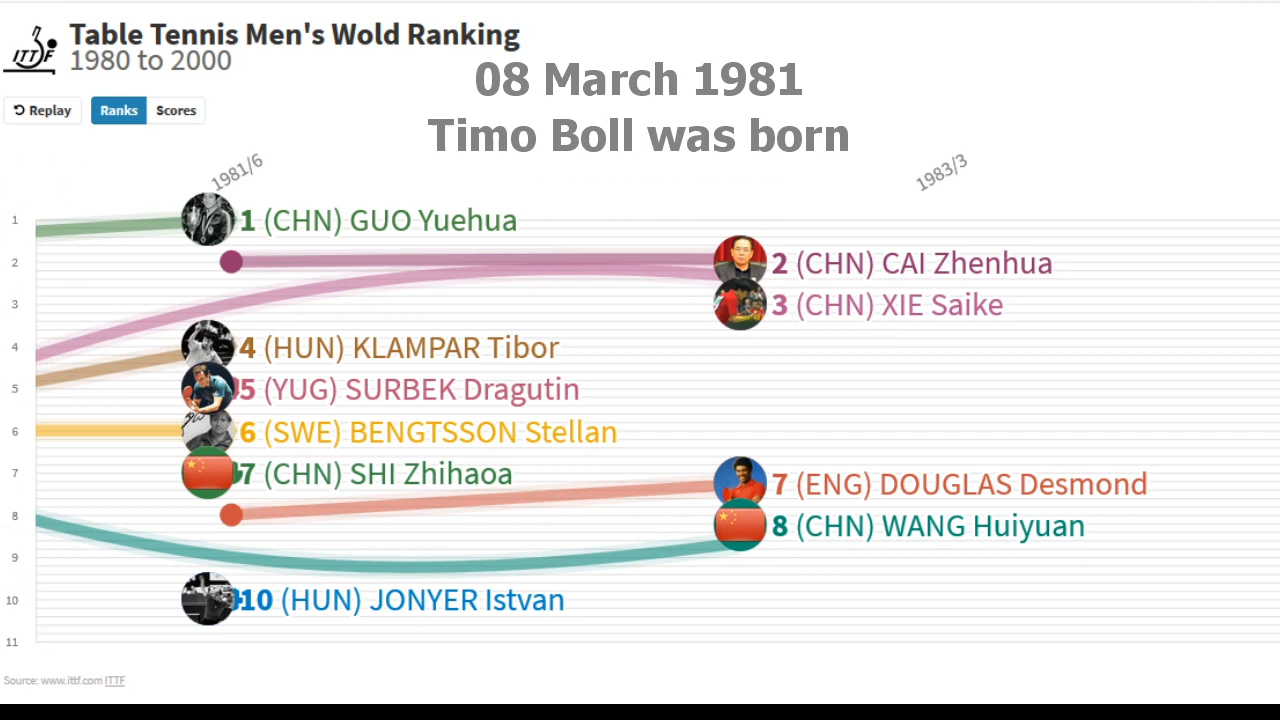 ITTF
Table Tennis Men's Wold Ranking
1980 to 2000
08 March 1981
Timo Boll was born
Replay
Ranks
Scores
1981/6
1983/3
1
2
3
4
5
6
7
8
9
10
11
1 (CHN) GUO Yuehua
2 (CHN) CAI Zhenhua
3 (CHN) XIE Saike
4 (HUN) KLAMPAR Tibor
5 (YUG) SURBEK Dragutin
6 (SWE) BENGTSSON Stellan
7 (CHN) SHI Zhihaoa
7 (ENG) DOUGLAS Desmond
8 (CHN) WANG Huiyuan
10 (HUN) JONYER Istvan
Source: www.ittf.com ITTF